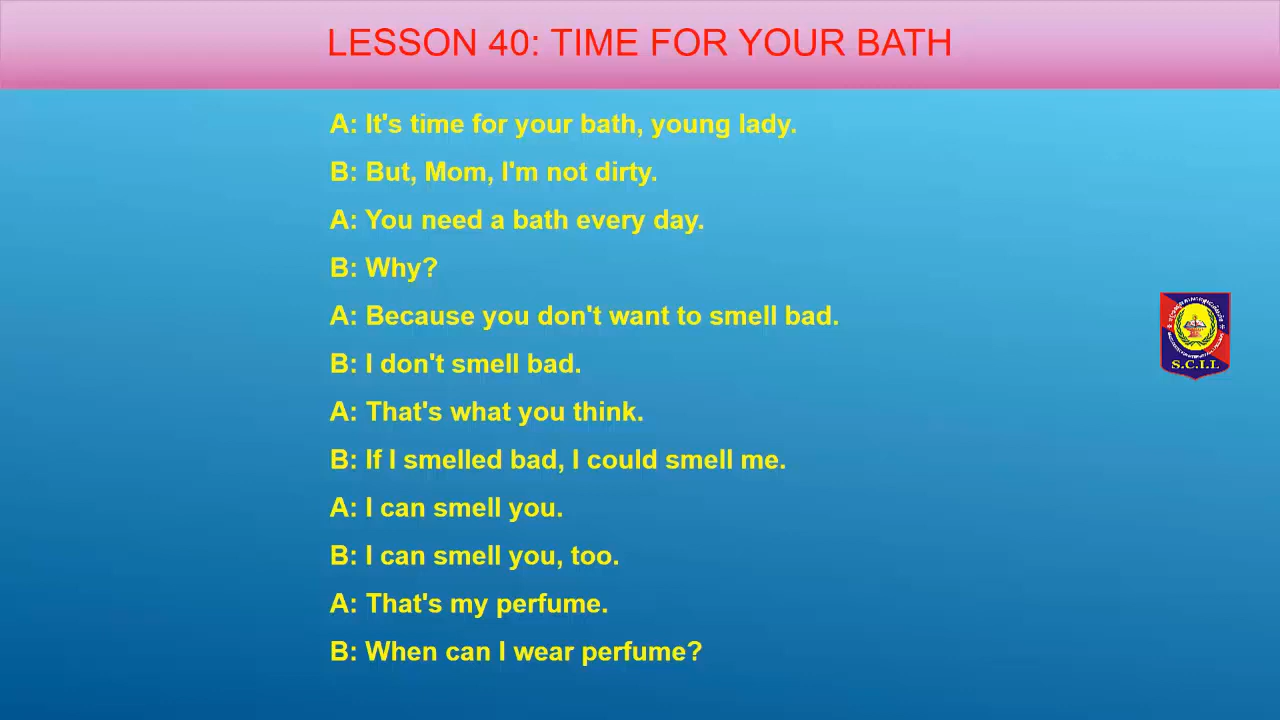 LESSON 40: TIME FOR YOUR BATH
A: It's time for your bath, young lady.
B: But, Mom, I'm not dirty.
A: You need a bath every day.
B: Why?
A: Because you don't want to smell bad.
B: I don't smell bad.
A: That's what you think.
B: If I smelled bad, I could smell me.
A: I can smell you.
B: I can smell you, too.
A: That's my perfume.
B: When can I wear perfume?
S.C.I.L